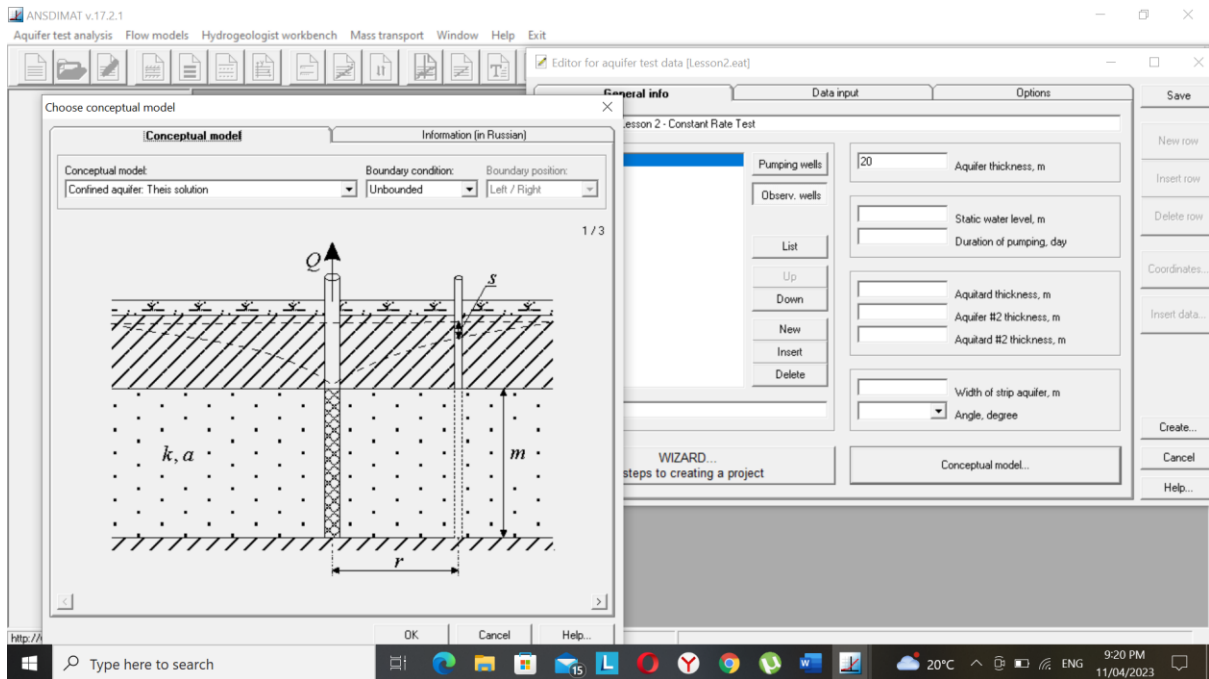 ANSDIMAT v.17.2.1
Aquifer test analysis Flow models Hydrogeologist workbench Mass transport Window Help Exit
Editor for aquifer test data [Lesson2.eat]
General info Data input Options
Save
Lesson 2 - Constant Rate Test
New row
Insert row
Delete row
Coordinates...
Insert data...
Create...
Cancel
Help...
Pumping wells
Observ. wells
List
Up
Down
New
Insert
Delete
20 Aquifer thickness, m
Static water level, m
Duration of pumping, day
Aquitard thickness, m
Aquifer #2 thickness, m
Aquitard #2 thickness, m
Width of strip aquifer, m
Angle, degree
WIZARD...
steps to creating a project
Conceptual model...
Choose conceptual model
Conceptual model Information (in Russian)
Conceptual model: Boundary condition: Boundary position:
Confined aquifer: Theis solution Unbounded Left / Right
1 / 3
Q
s
k, a
m
r
< >
OK Cancel Help...
http://
Type here to search
15
L
Y
W
20°C ENG
9:20 PM
11/04/2023